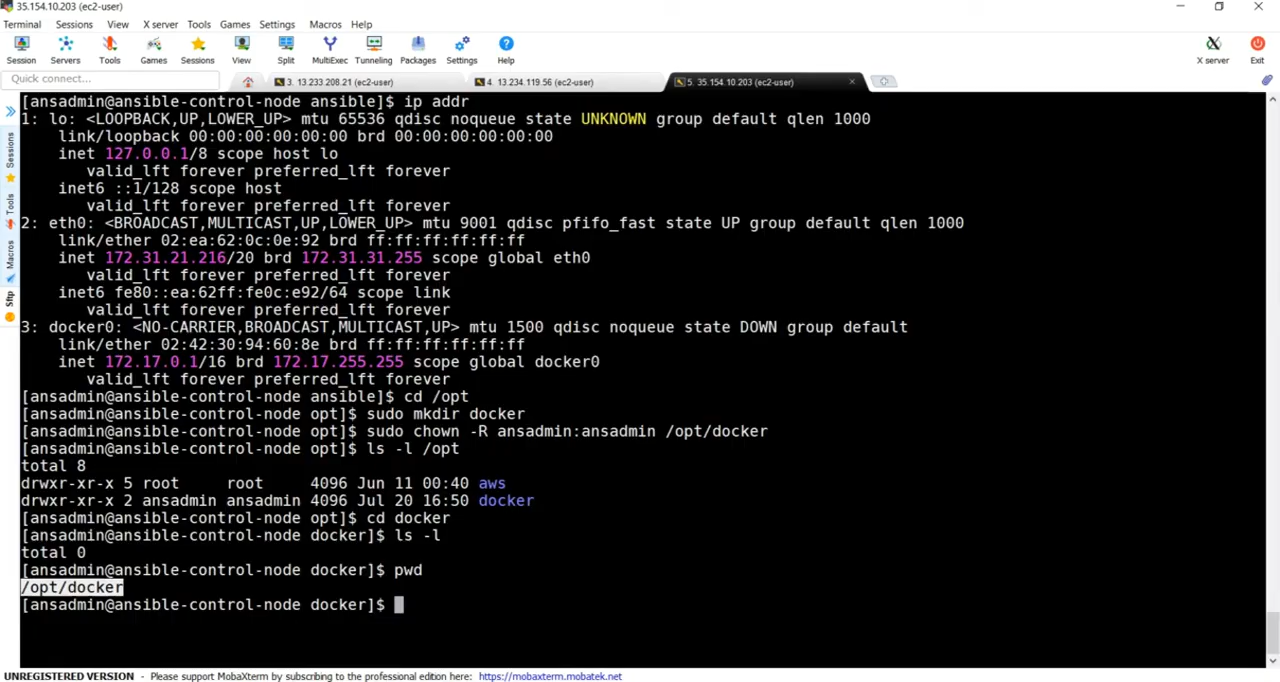 35.154.10.203 (ec2-user)
Terminal Sessions View X server Tools Games Settings Macros Help
Session Servers Tools Games Sessions View Split MultiExec Tunneling Packages Settings Help X server Exit
Quick connect...
3. 13.233.208.21 (ec2-user)
4. 13.234.119.56 (ec2-user)
5. 35.154.10.203 (ec2-user)
Sessions
Tools
Macros
Sftp
[ansadmin@ansible-control-node ansible]$ ip addr
1: lo: <LOOPBACK,UP,LOWER_UP> mtu 65536 qdisc noqueue state UNKNOWN group default qlen 1000
link/loopback 00:00:00:00:00:00 brd 00:00:00:00:00:00
inet 127.0.0.1/8 scope host lo
valid_lft forever preferred_lft forever
inet6 ::1/128 scope host
valid_lft forever preferred_lft forever
2: eth0: <BROADCAST,MULTICAST,UP,LOWER_UP> mtu 9001 qdisc pfifo_fast state UP group default qlen 1000
link/ether 02:ea:62:0c:0e:92 brd ff:ff:ff:ff:ff:ff
inet 172.31.21.216/20 brd 172.31.31.255 scope global eth0
valid_lft forever preferred_lft forever
inet6 fe80::ea:62ff:fe0c:e92/64 scope link
valid_lft forever preferred_lft forever
3: docker0: <NO-CARRIER,BROADCAST,MULTICAST,UP> mtu 1500 qdisc noqueue state DOWN group default
link/ether 02:42:30:94:60:8e brd ff:ff:ff:ff:ff:ff
inet 172.17.0.1/16 brd 172.17.255.255 scope global docker0
valid_lft forever preferred_lft forever
[ansadmin@ansible-control-node ansible]$ cd /opt
[ansadmin@ansible-control-node opt]$ sudo mkdir docker
[ansadmin@ansible-control-node opt]$ sudo chown -R ansadmin:ansadmin /opt/docker
[ansadmin@ansible-control-node opt]$ ls -l /opt
total 8
drwxr-xr-x 5 root     root     4096 Jun 11 00:40 aws
drwxr-xr-x 2 ansadmin ansadmin 4096 Jul 20 16:50 docker
[ansadmin@ansible-control-node opt]$ cd docker
[ansadmin@ansible-control-node docker]$ ls -l
total 0
[ansadmin@ansible-control-node docker]$ pwd
/opt/docker
[ansadmin@ansible-control-node docker]$
UNREGISTERED VERSION - Please support MobaXterm by subscribing to the professional edition here: https://mobaxterm.mobatek.net